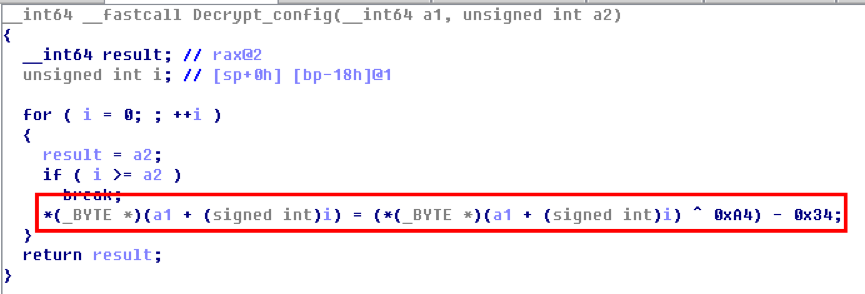 __int64 __fastcall Decrypt_config(__int64 a1, unsigned int a2)
{
  __int64 result; // rax@2
  unsigned int i; // [sp+0h] [bp-18h]@1

  for ( i = 0; ; ++i )
  {
    result = a2;
    if ( i >= a2 )
      break;
    *(_BYTE *)(a1 + (signed int)i) = (*(_BYTE *)(a1 + (signed int)i) ^ 0xA4) - 0x34;
  }
  return result;
}